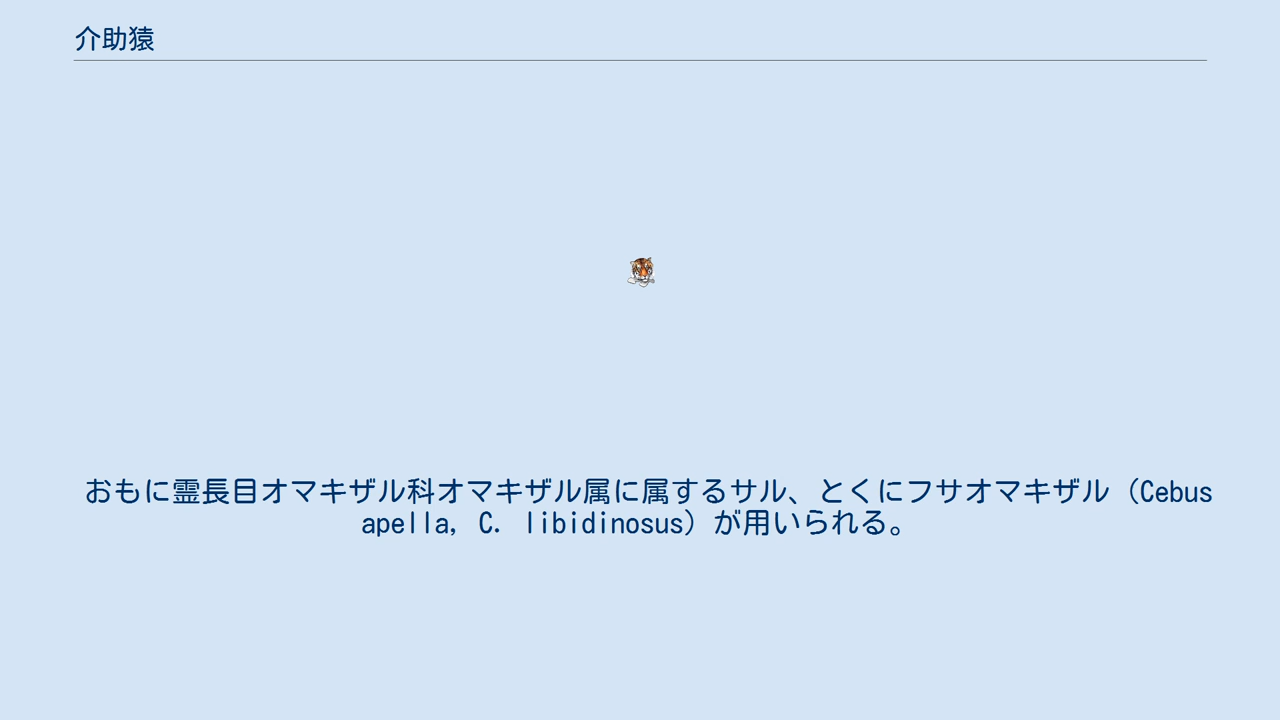 介助猿
おもに霊長目オマキザル科オマキザル属に属するサル、とくにフサオマキザル（Cebus
apella, C. libidinosus）が用いられる。